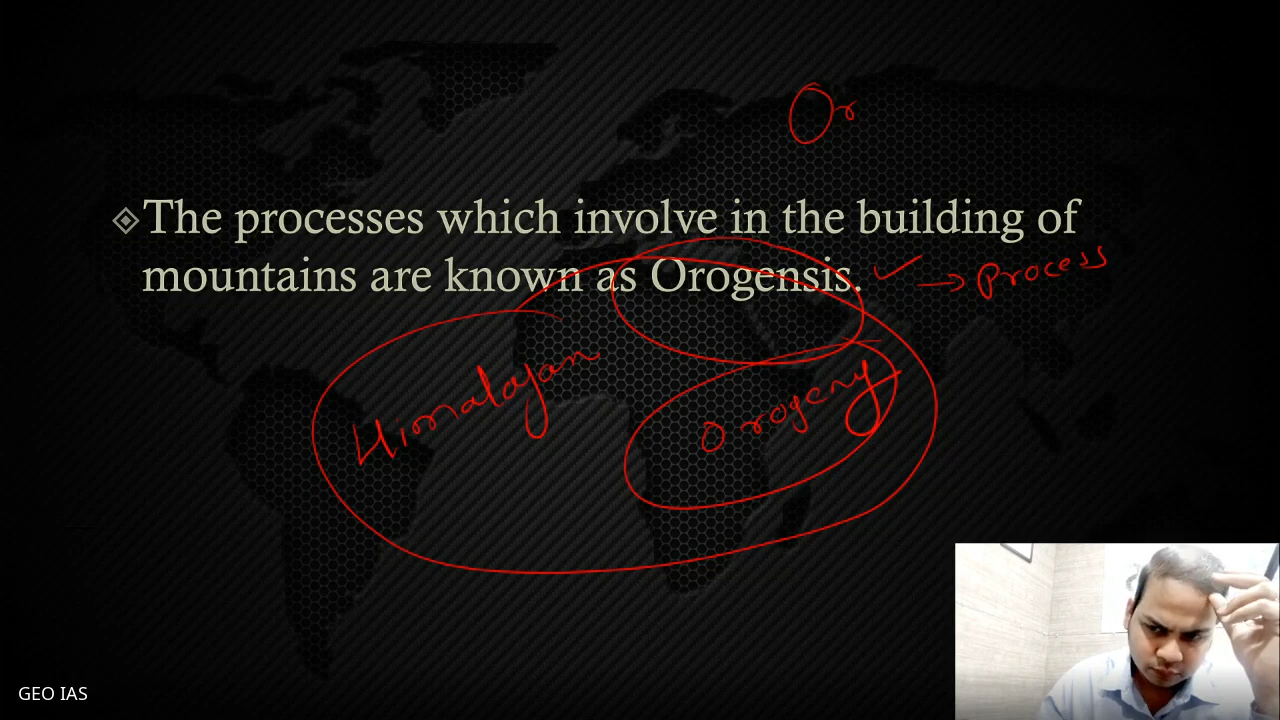 Or
The processes which involve in the building of
mountains are known as Orogensis.
→ Process
Himalayan Orogeny
GEO IAS